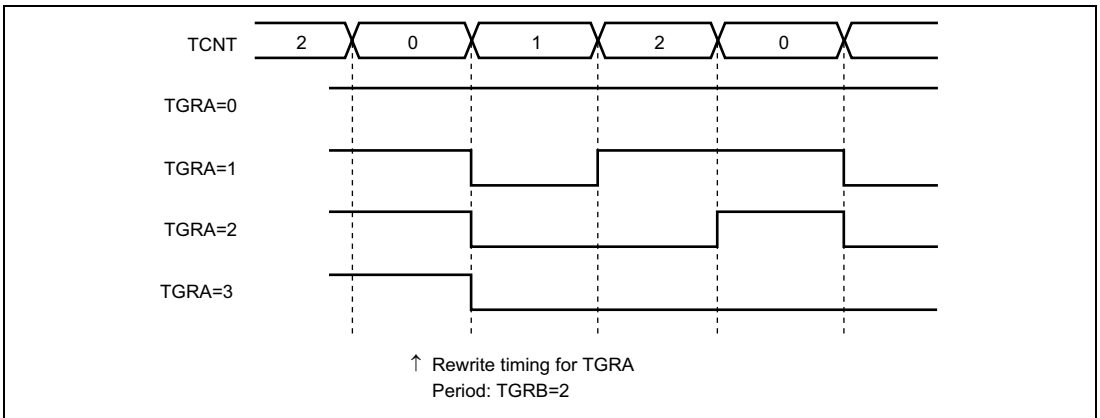 TCNT 2 0 1 2 0
TGRA=0
TGRA=1
TGRA=2
TGRA=3
↑ Rewrite timing for TGRA
Period: TGRB=2